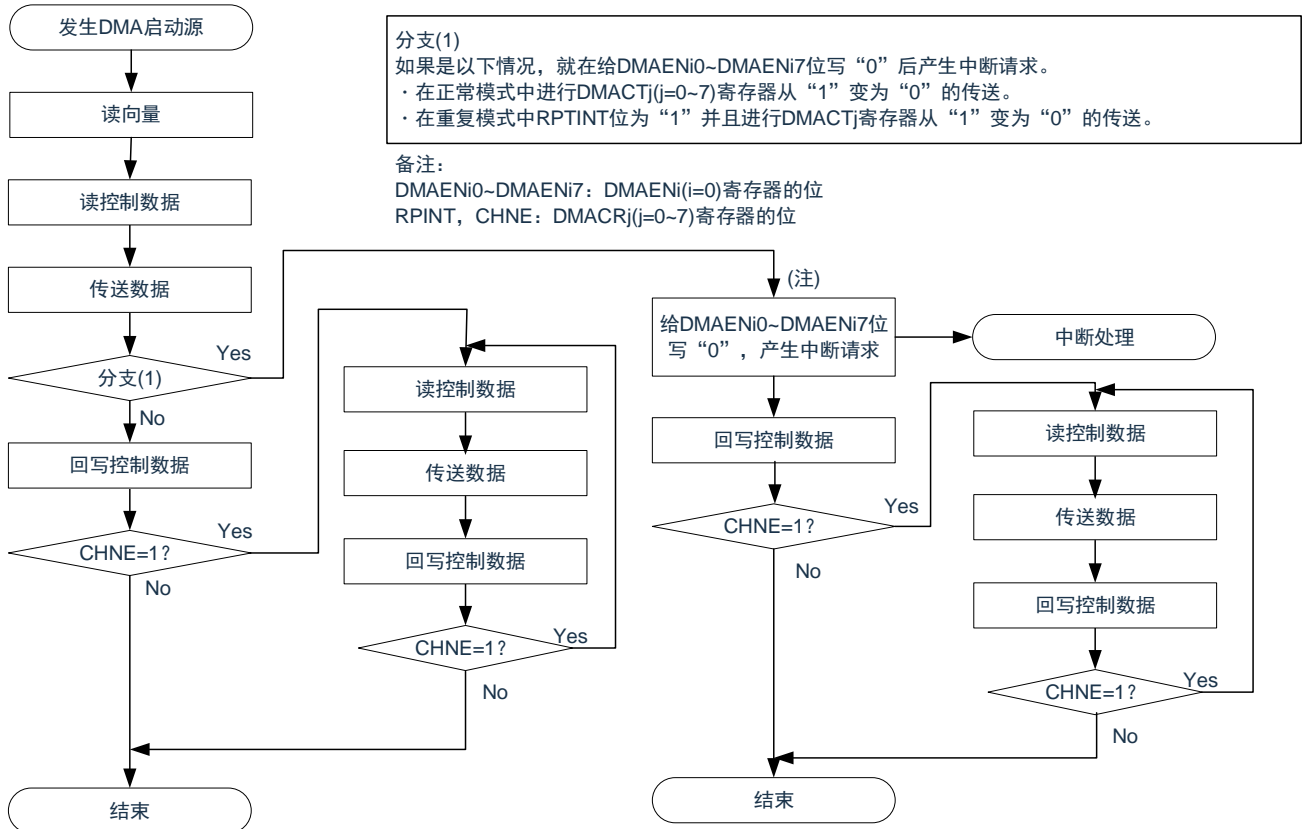 发生DMA启动源
读向量
读控制数据
传送数据
分支(1)
Yes
No
回写控制数据
CHNE=1?
Yes
No
结束
读控制数据
传送数据
回写控制数据
CHNE=1?
Yes
No
分支(1)
如果是以下情况，就在给DMAENi0~DMAENi7位写“0”后产生中断请求。
·在正常模式中进行DMACTj(j=0~7)寄存器从“1”变为“0”的传送。
·在重复模式中RPTINT位为“1”并且进行DMACTj寄存器从“1”变为“0”的传送。
备注：
DMAENi0~DMAENi7：DMAENi(i=0)寄存器的位
RPINT，CHNE：DMACRj(j=0~7)寄存器的位
(注)
给DMAENi0~DMAENi7位
写“0”，产生中断请求
中断处理
回写控制数据
CHNE=1?
Yes
No
结束
读控制数据
传送数据
回写控制数据
CHNE=1?
Yes
No